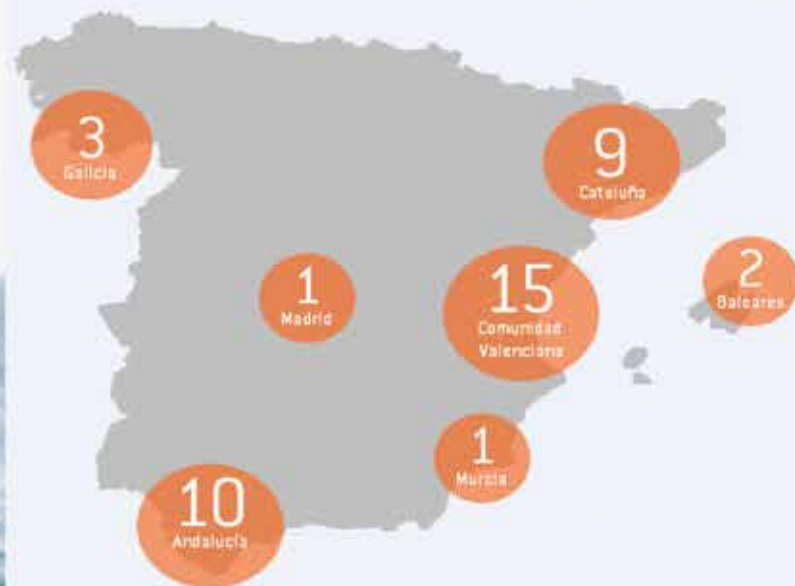 3
Galicia
9
Cataluña
1
Madrid
15
Comunidad
Valenciana
2
Baleares
1
Murcia
10
Andalucía